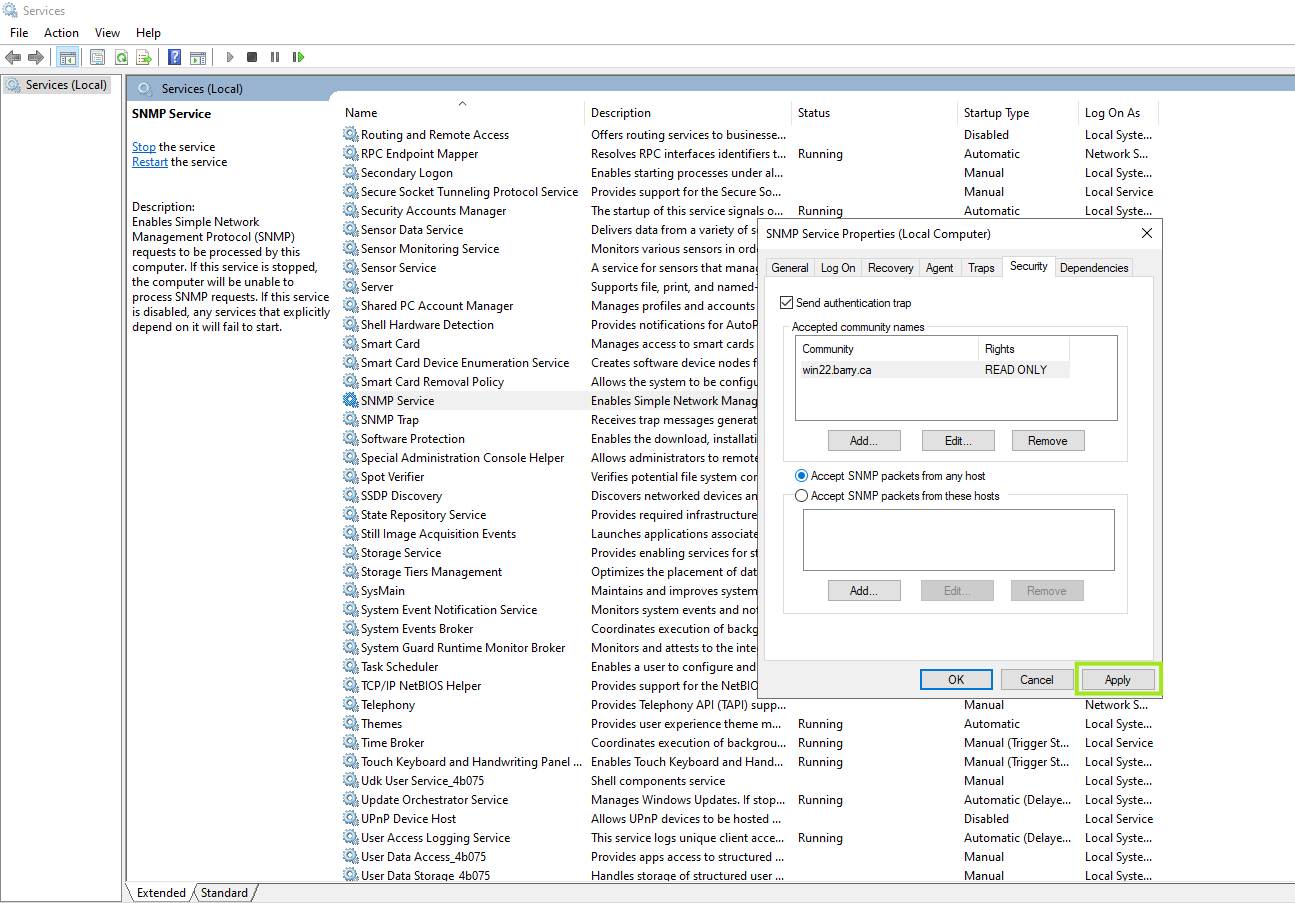 Services
File Action View Help
Services (Local)
Services (Local)
SNMP Service
Stop the service
Restart the service
Description:
Enables Simple Network
Management Protocol (SNMP)
requests to be processed by this
computer. If this service is stopped,
the computer will be unable to
process SNMP requests. If this service
is disabled, any services that explicitly
depend on it will fail to start.
Name Description Status Startup Type Log On As
Routing and Remote Access Offers routing services to businesse... Disabled Local Syste...
RPC Endpoint Mapper Resolves RPC interfaces identifiers t... Running Automatic Network S...
Secondary Logon Enables starting processes under al... Manual Local Syste...
Secure Socket Tunneling Protocol Service Provides support for the Secure So... Manual Local Service
Security Accounts Manager The startup of this service signals o... Running Automatic Local Syste...
Sensor Data Service Delivers data from a variety of s
Sensor Monitoring Service Monitors various sensors in orde
Sensor Service A service for sensors that manag
Server Supports file, print, and named-
Shared PC Account Manager Manages profiles and accounts
Shell Hardware Detection Provides notifications for AutoP
Smart Card Manages access to smart cards
Smart Card Device Enumeration Service Creates software device nodes f
Smart Card Removal Policy Allows the system to be configu
SNMP Service Enables Simple Network Manag
SNMP Trap Receives trap messages generat
Software Protection Enables the download, installati
Special Administration Console Helper Allows administrators to remote
Spot Verifier Verifies potential file system cor
SSDP Discovery Discovers networked devices an
State Repository Service Provides required infrastructure
Still Image Acquisition Events Launches applications associate
Storage Service Provides enabling services for st
Storage Tiers Management Optimizes the placement of dat
SysMain Maintains and improves system
System Event Notification Service Monitors system events and not
System Events Broker Coordinates execution of backg
System Guard Runtime Monitor Broker Monitors and attests to the inte
Task Scheduler Enables a user to configure and
TCP/IP NetBIOS Helper Provides support for the NetBIO
Telephony Provides Telephony API (TAPI) supp... Manual Network S...
Themes Provides user experience theme m... Running Automatic Local Syste...
Time Broker Coordinates execution of backgrou... Running Manual (Trigger St... Local Service
Touch Keyboard and Handwriting Panel ... Enables Touch Keyboard and Hand... Running Manual (Trigger St... Local Syste...
Udk User Service_4b075 Shell components service Manual Local Syste...
Update Orchestrator Service Manages Windows Updates. If stop... Running Automatic (Delaye... Local Syste...
UPnP Device Host Allows UPnP devices to be hosted ... Disabled Local Service
User Access Logging Service This service logs unique client acce... Running Automatic (Delaye... Local Syste...
User Data Access_4b075 Provides apps access to structured ... Manual Local Syste...
User Data Storage_4b075 Handles storage of structured user ... Manual Local Syste...
Extended Standard
SNMP Service Properties (Local Computer)
General Log On Recovery Agent Traps Security Dependencies
Send authentication trap
Accepted community names
Community Rights
win22.barry.ca READ ONLY
Add... Edit... Remove
Accept SNMP packets from any host
Accept SNMP packets from these hosts
Add... Edit... Remove
OK Cancel Apply